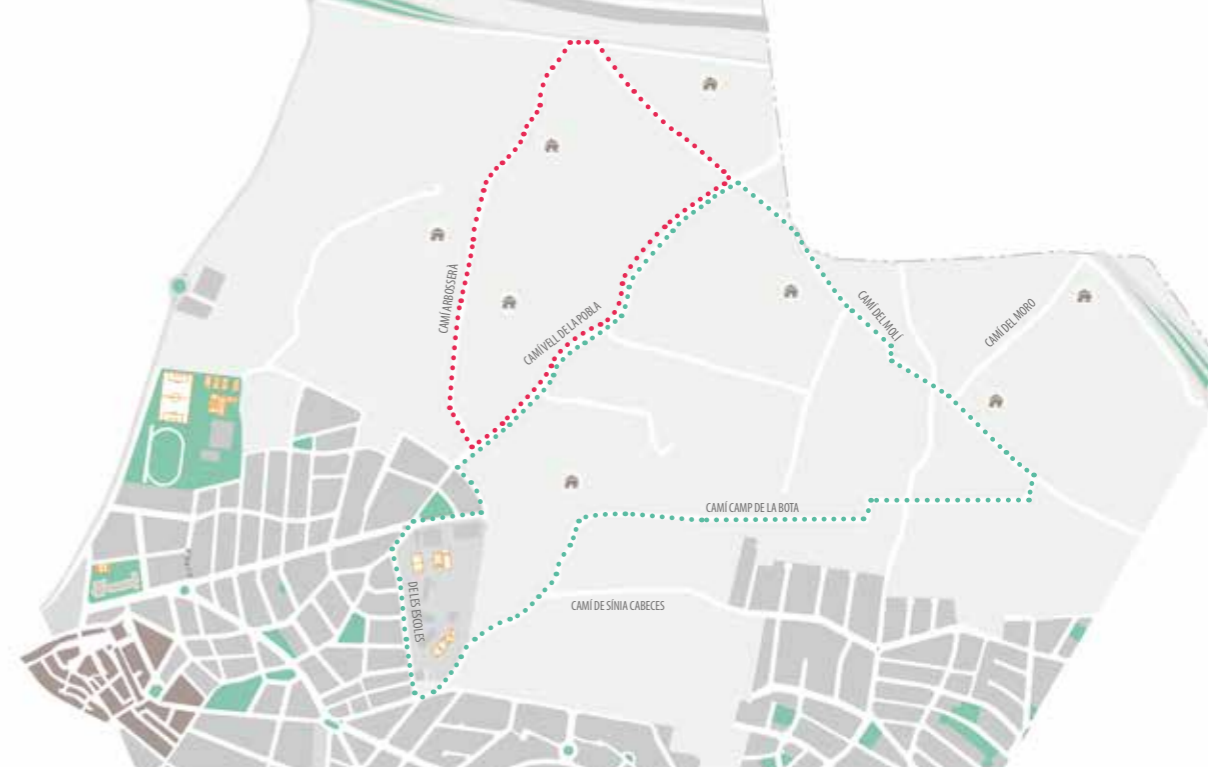 CAMÍ ARBOSSERÀ
CAMÍ VELL DE LA POBLA
CAMÍ DEL MOLÍ
CAMÍ DEL MORO
CAMÍ CAMP DE LA BOTA
DE LES ESCOLES
CAMÍ DE SÍNIA CABECES